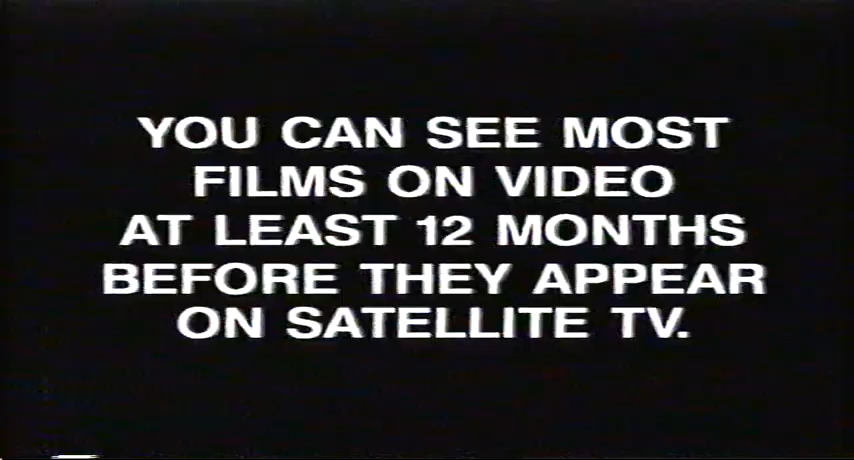 YOU CAN SEE MOST
FILMS ON VIDEO
AT LEAST 12 MONTHS
BEFORE THEY APPEAR
ON SATELLITE TV.